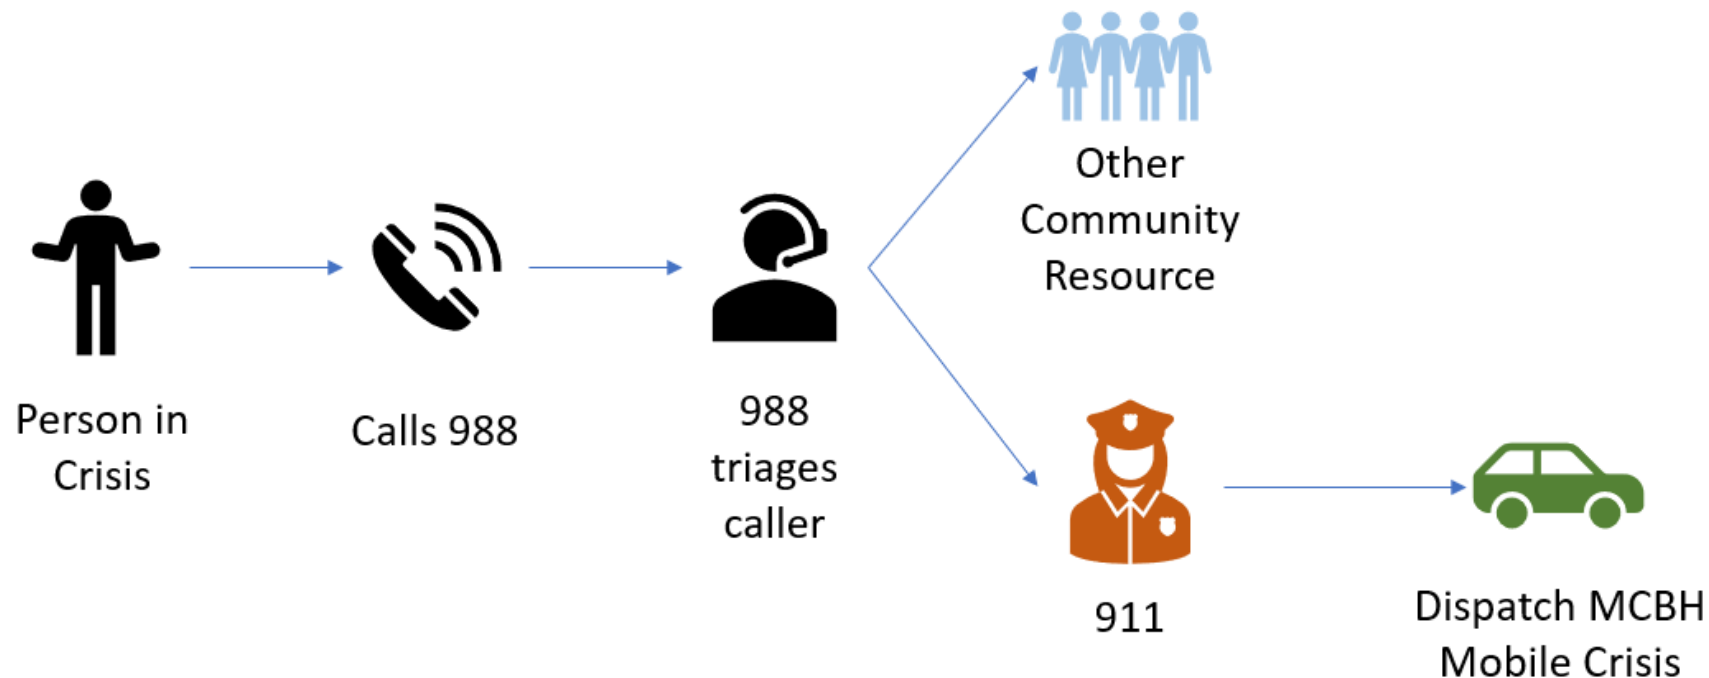 Person in
Crisis
Calls 988
988
triages
caller
Other
Community
Resource
911
Dispatch MCBH
Mobile Crisis